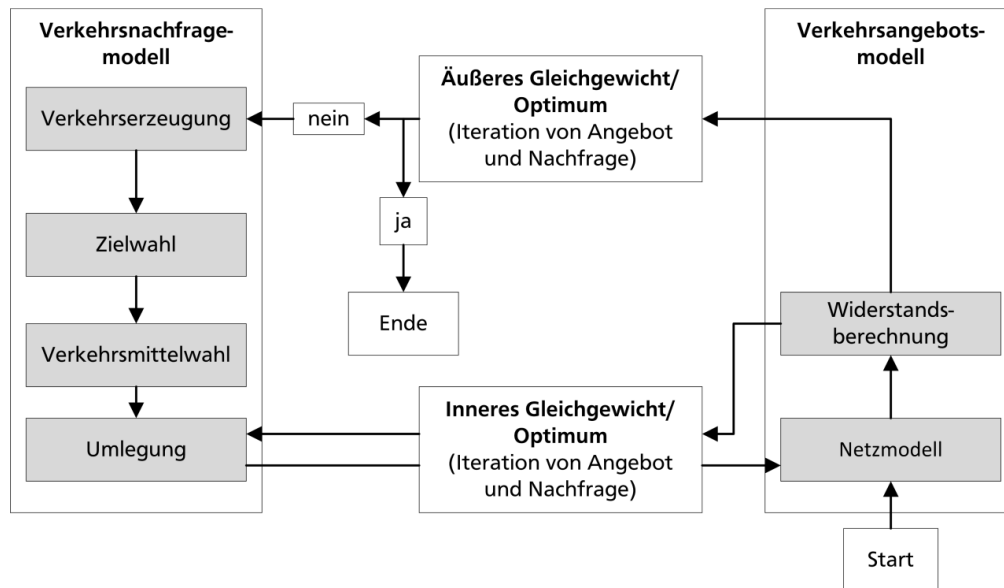 Verkehrsnachfrage-
modell
Verkehrserzeugung
Zielwahl
Verkehrsmittelwahl
Umlegung
nein
ja
Ende
Äußeres Gleichgewicht/
Optimum
(Iteration von Angebot
und Nachfrage)
Inneres Gleichgewicht/
Optimum
(Iteration von Angebot
und Nachfrage)
Verkehrsangebots-
modell
Widerstands-
berechnung
Netzmodell
Start